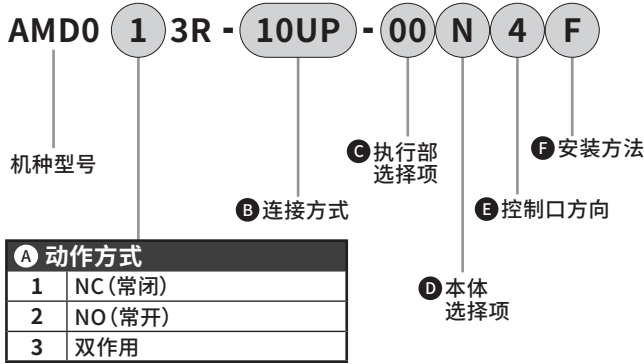 AMD0 1 3R - 10UP - 00 N 4 F
机种型号
C 执行部
选择项
F 安装方法
B 连接方式
E 控制口方向
A 动作方式
1 NC(常闭)
2 NO(常开)
3 双作用
D 本体
选择项